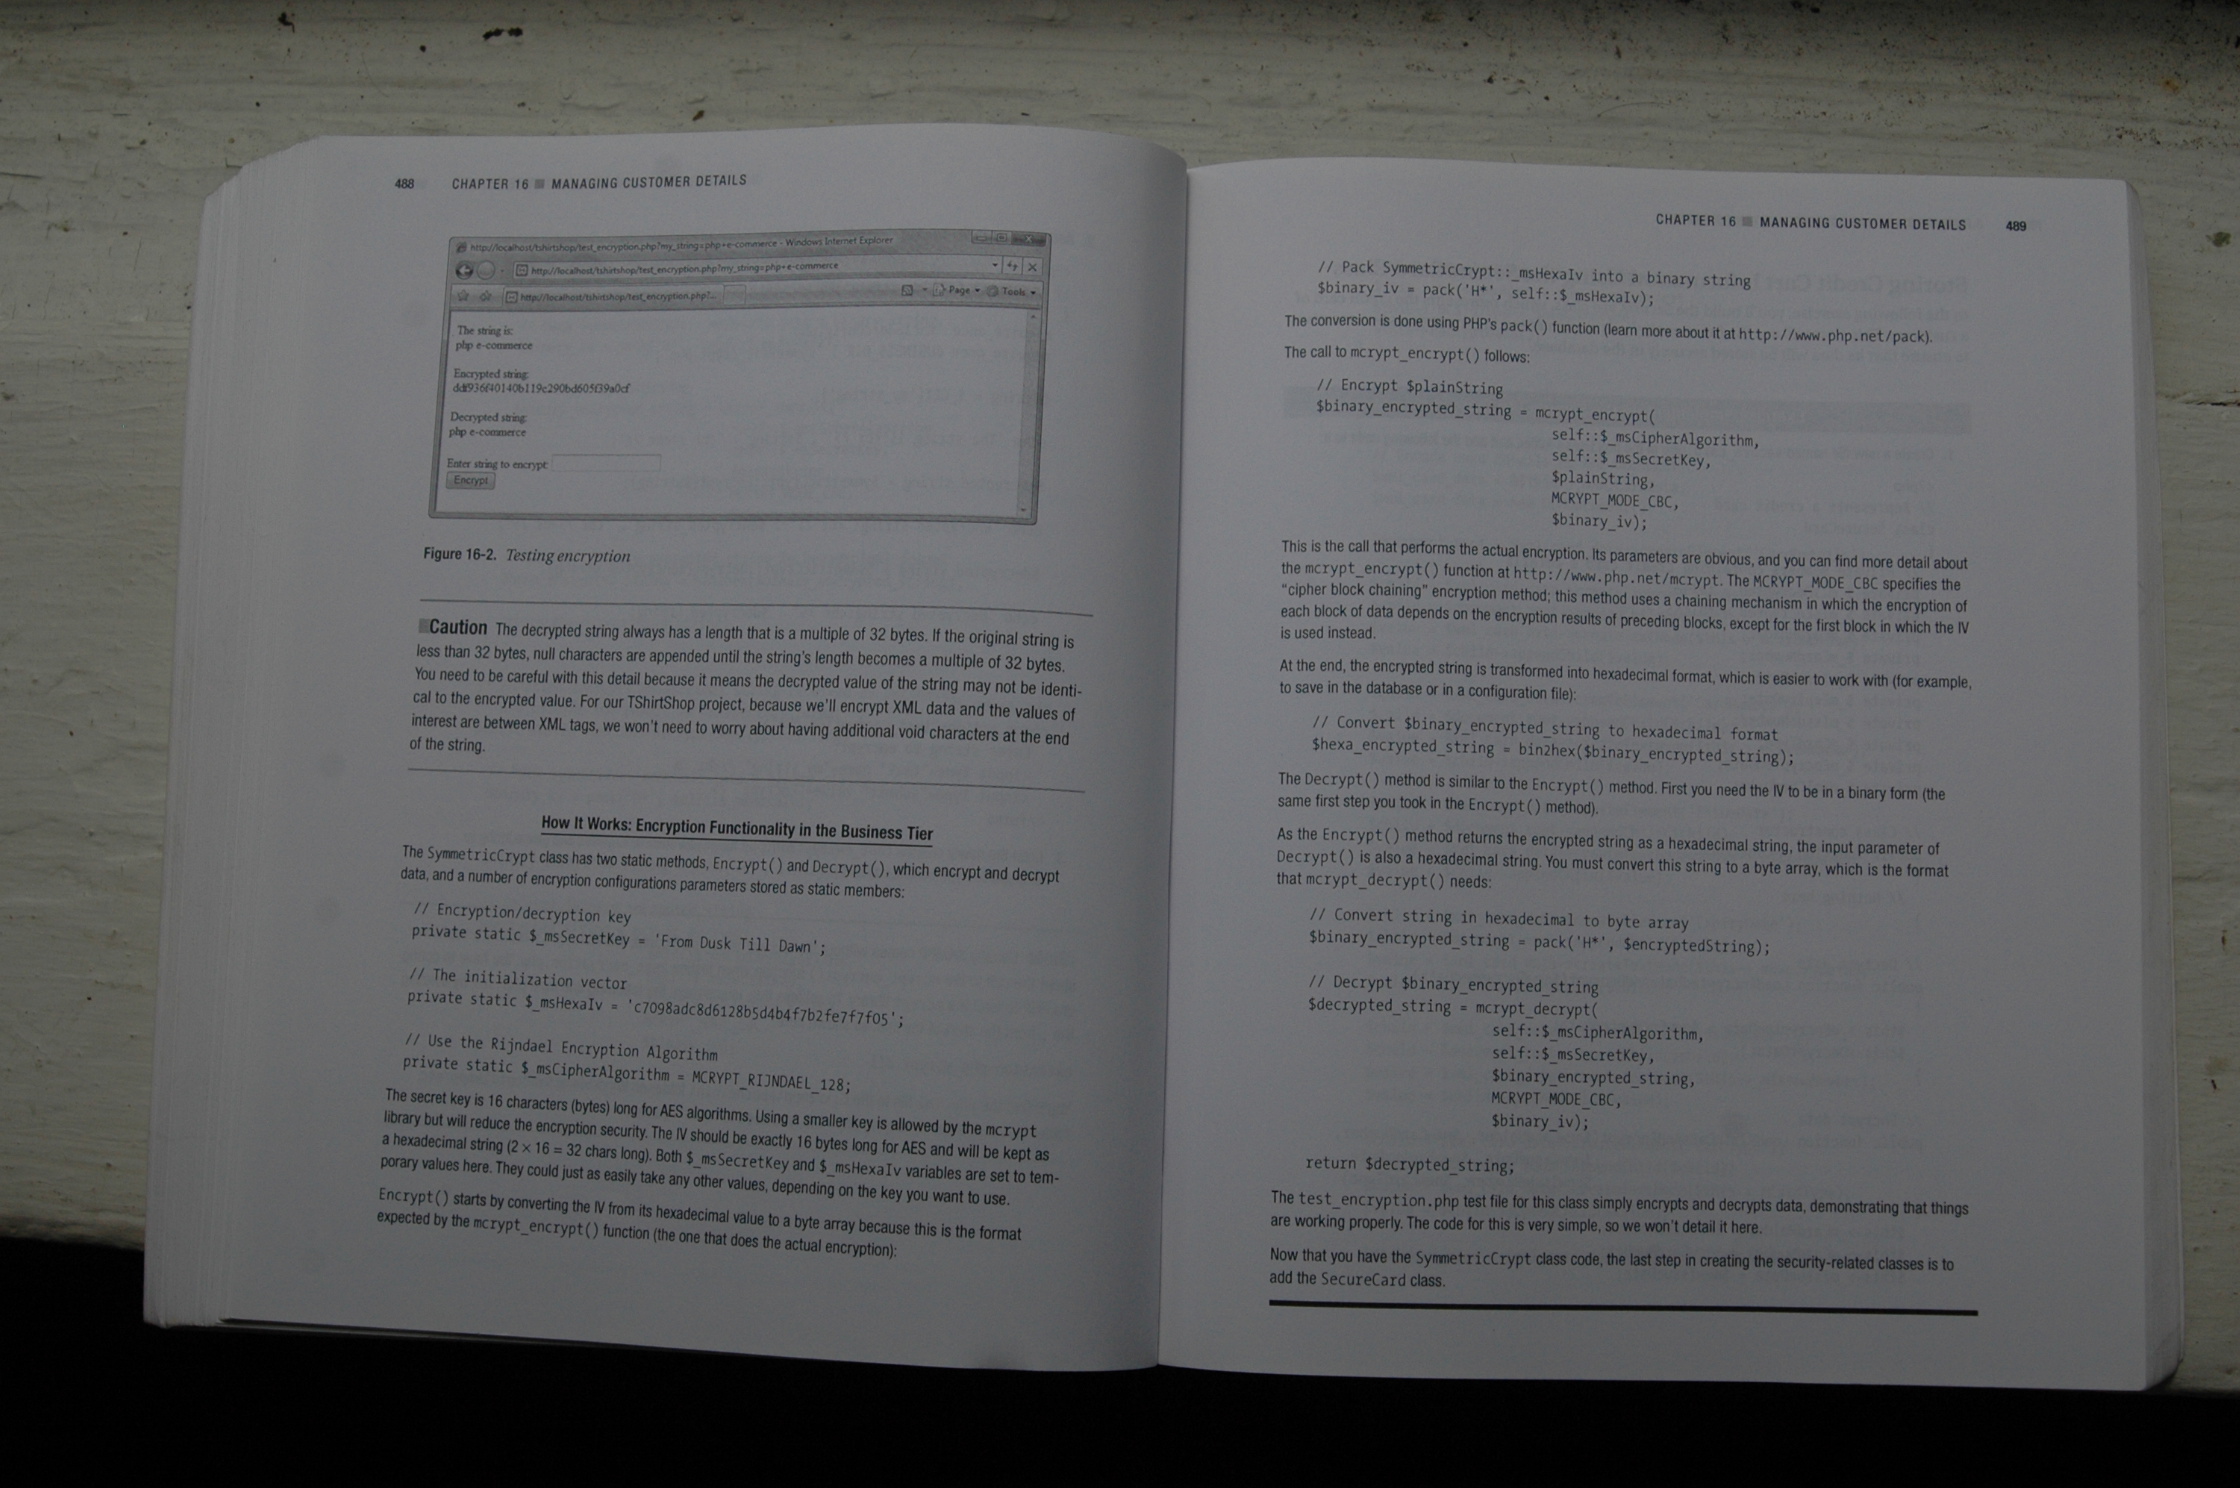 488 CHAPTER 16 ■ MANAGING CUSTOMER DETAILS
http://localhost/tshirtshop/test_encryption.php?my_string=php+e-commerce - Windows Internet Explorer
http://localhost/tshirtshop/test_encryption.php?my_string=php+e-commerce
http://localhost/tshirtshop/test_encryption.php?...
Page Tools
The string is:
php e-commerce
Encrypted string:
Decrypted string:
php e-commerce
Enter string to encrypt:
Encrypt
Figure 16-2. Testing encryption
■Caution The decrypted string always has a length that is a multiple of 32 bytes. If the original string is
less than 32 bytes, null characters are appended until the string's length becomes a multiple of 32 bytes.
You need to be careful with this detail because it means the decrypted value of the string may not be identi-
cal to the encrypted value. For our TShirtShop project, because we'll encrypt XML data and the values of
interest are between XML tags, we won't need to worry about having additional void characters at the end
of the string.
How It Works: Encryption Functionality in the Business Tier
The SymmetricCrypt class has two static methods, Encrypt() and Decrypt(), which encrypt and decrypt
data, and a number of encryption configurations parameters stored as static members:
// Encryption/decryption key
private static $_msSecretKey = 'From Dusk Till Dawn';
// The initialization vector
private static $_msHexaIv = 'c7098adc8d6128b5d4b4f7b2fe7f7f05';
// Use the Rijndael Encryption Algorithm
private static $_msCipherAlgorithm = MCRYPT_RIJNDAEL_128;
The secret key is 16 characters (bytes) long for AES algorithms. Using a smaller key is allowed by the mcrypt
library but will reduce the encryption security. The IV should be exactly 16 bytes long for AES and will be kept as
a hexadecimal string (2 × 16 = 32 chars long). Both $_msSecretKey and $_msHexaIv variables are set to tem-
porary values here. They could just as easily take any other values, depending on the key you want to use.
Encrypt() starts by converting the IV from its hexadecimal value to a byte array because this is the format
expected by the mcrypt_encrypt() function (the one that does the actual encryption):
CHAPTER 16 ■ MANAGING CUSTOMER DETAILS 489
// Pack SymmetricCrypt::_msHexaIv into a binary string
$binary_iv = pack('H*', self::$_msHexaIv);
The conversion is done using PHP's pack() function (learn more about it at http://www.php.net/pack).
The call to mcrypt_encrypt() follows:
// Encrypt $plainString
$binary_encrypted_string = mcrypt_encrypt(
self::$_msCipherAlgorithm,
self::$_msSecretKey,
$plainString,
MCRYPT_MODE_CBC,
$binary_iv);
This is the call that performs the actual encryption. Its parameters are obvious, and you can find more detail about
the mcrypt_encrypt() function at http://www.php.net/mcrypt. The MCRYPT_MODE_CBC specifies the
"cipher block chaining" encryption method; this method uses a chaining mechanism in which the encryption of
each block of data depends on the encryption results of preceding blocks, except for the first block in which the IV
is used instead.
At the end, the encrypted string is transformed into hexadecimal format, which is easier to work with (for example,
to save in the database or in a configuration file):
// Convert $binary_encrypted_string to hexadecimal format
$hexa_encrypted_string = bin2hex($binary_encrypted_string);
The Decrypt() method is similar to the Encrypt() method. First you need the IV to be in a binary form (the
same first step you took in the Encrypt() method).
As the Encrypt() method returns the encrypted string as a hexadecimal string, the input parameter of
Decrypt() is also a hexadecimal string. You must convert this string to a byte array, which is the format
that mcrypt_decrypt() needs:
// Convert string in hexadecimal to byte array
$binary_encrypted_string = pack('H*', $encryptedString);
// Decrypt $binary_encrypted_string
$decrypted_string = mcrypt_decrypt(
self::$_msCipherAlgorithm,
self::$_msSecretKey,
$binary_encrypted_string,
MCRYPT_MODE_CBC,
$binary_iv);
return $decrypted_string;
The test_encryption.php test file for this class simply encrypts and decrypts data, demonstrating that things
are working properly. The code for this is very simple, so we won't detail it here.
Now that you have the SymmetricCrypt class code, the last step in creating the security-related classes is to
add the SecureCard class.